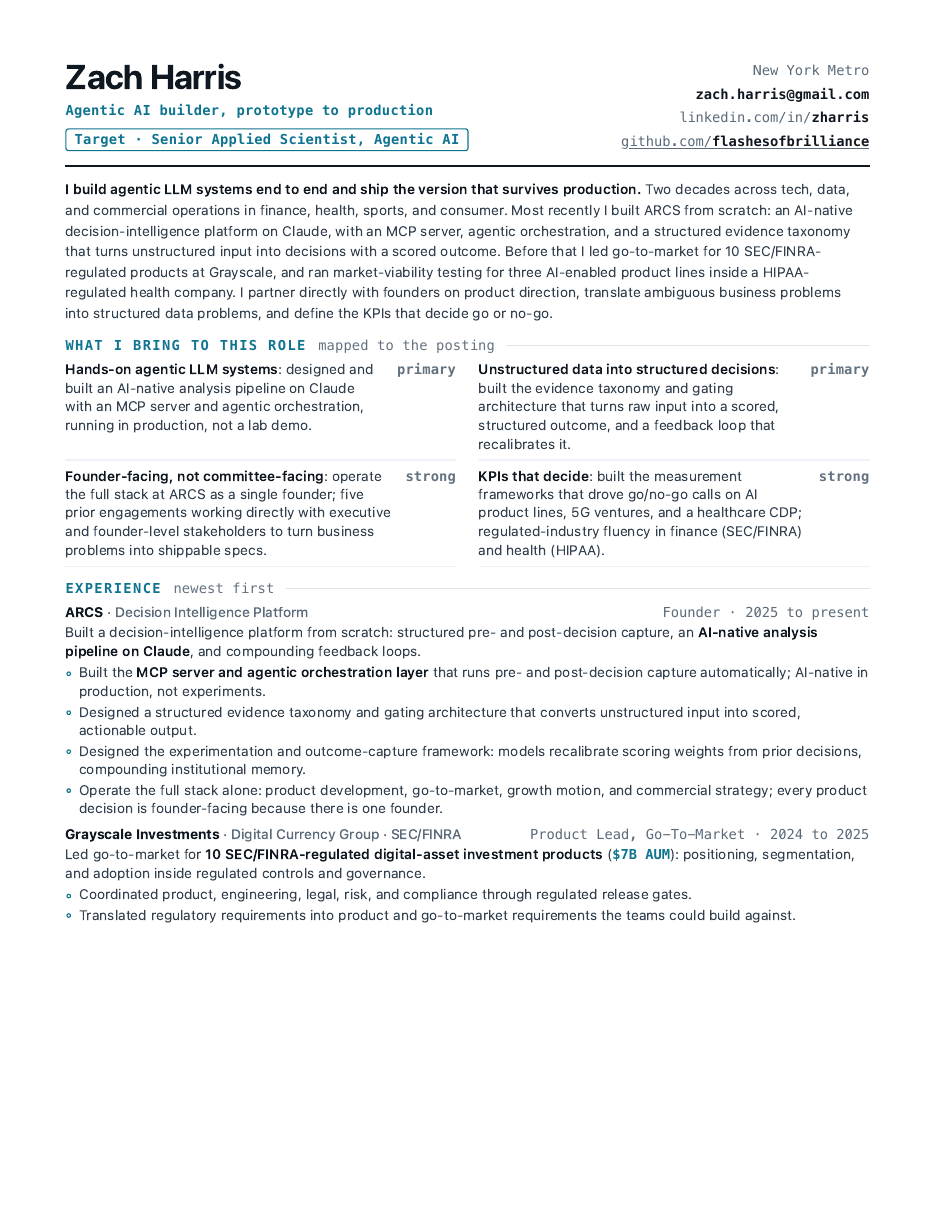 Zach Harris
Agentic AI builder, prototype to production
Target · Senior Applied Scientist, Agentic AI
New York Metro
zach.harris@gmail.com
linkedin.com/in/zharris
github.com/flashesofbrilliance
I build agentic LLM systems end to end and ship the version that survives production. Two decades across tech, data,
and commercial operations in finance, health, sports, and consumer. Most recently I built ARCS from scratch: an AI-native
decision-intelligence platform on Claude, with an MCP server, agentic orchestration, and a structured evidence taxonomy
that turns unstructured input into decisions with a scored outcome. Before that I led go-to-market for 10 SEC/FINRA-
regulated products at Grayscale, and ran market-viability testing for three AI-enabled product lines inside a HIPAA-
regulated health company. I partner directly with founders on product direction, translate ambiguous business problems
into structured data problems, and define the KPIs that decide go or no-go.
WHAT I BRING TO THIS ROLE mapped to the posting
Hands-on agentic LLM systems: designed and primary
built an AI-native analysis pipeline on Claude
with an MCP server and agentic orchestration,
running in production, not a lab demo.
Unstructured data into structured decisions: primary
built the evidence taxonomy and gating
architecture that turns raw input into a scored,
structured outcome, and a feedback loop that
recalibrates it.
Founder-facing, not committee-facing: operate strong
the full stack at ARCS as a single founder; five
prior engagements working directly with executive
and founder-level stakeholders to turn business
problems into shippable specs.
KPIs that decide: built the measurement strong
frameworks that drove go/no-go calls on AI
product lines, 5G ventures, and a healthcare CDP;
regulated-industry fluency in finance (SEC/FINRA)
and health (HIPAA).
EXPERIENCE newest first
ARCS · Decision Intelligence Platform Founder · 2025 to present
Built a decision-intelligence platform from scratch: structured pre- and post-decision capture, an AI-native analysis
pipeline on Claude, and compounding feedback loops.
Built the MCP server and agentic orchestration layer that runs pre- and post-decision capture automatically; AI-native in
production, not experiments.
Designed a structured evidence taxonomy and gating architecture that converts unstructured input into scored,
actionable output.
Designed the experimentation and outcome-capture framework: models recalibrate scoring weights from prior decisions,
compounding institutional memory.
Operate the full stack alone: product development, go-to-market, growth motion, and commercial strategy; every product
decision is founder-facing because there is one founder.
Grayscale Investments · Digital Currency Group · SEC/FINRA Product Lead, Go-To-Market · 2024 to 2025
Led go-to-market for 10 SEC/FINRA-regulated digital-asset investment products ($7B AUM): positioning, segmentation,
and adoption inside regulated controls and governance.
Coordinated product, engineering, legal, risk, and compliance through regulated release gates.
Translated regulatory requirements into product and go-to-market requirements the teams could build against.